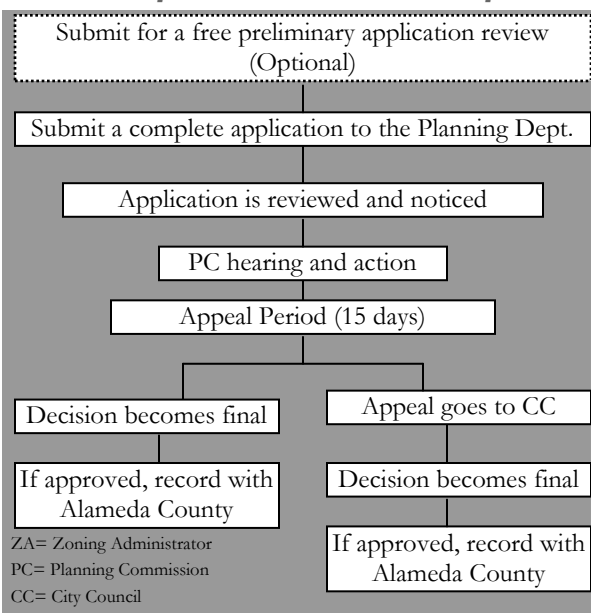 Submit for a free preliminary application review
(Optional)
Submit a complete application to the Planning Dept.
Application is reviewed and noticed
PC hearing and action
Appeal Period (15 days)
Decision becomes final
If approved, record with
Alameda County
Appeal goes to CC
Decision becomes final
If approved, record with
Alameda County
ZA= Zoning Administrator
PC= Planning Commission
CC= City Council